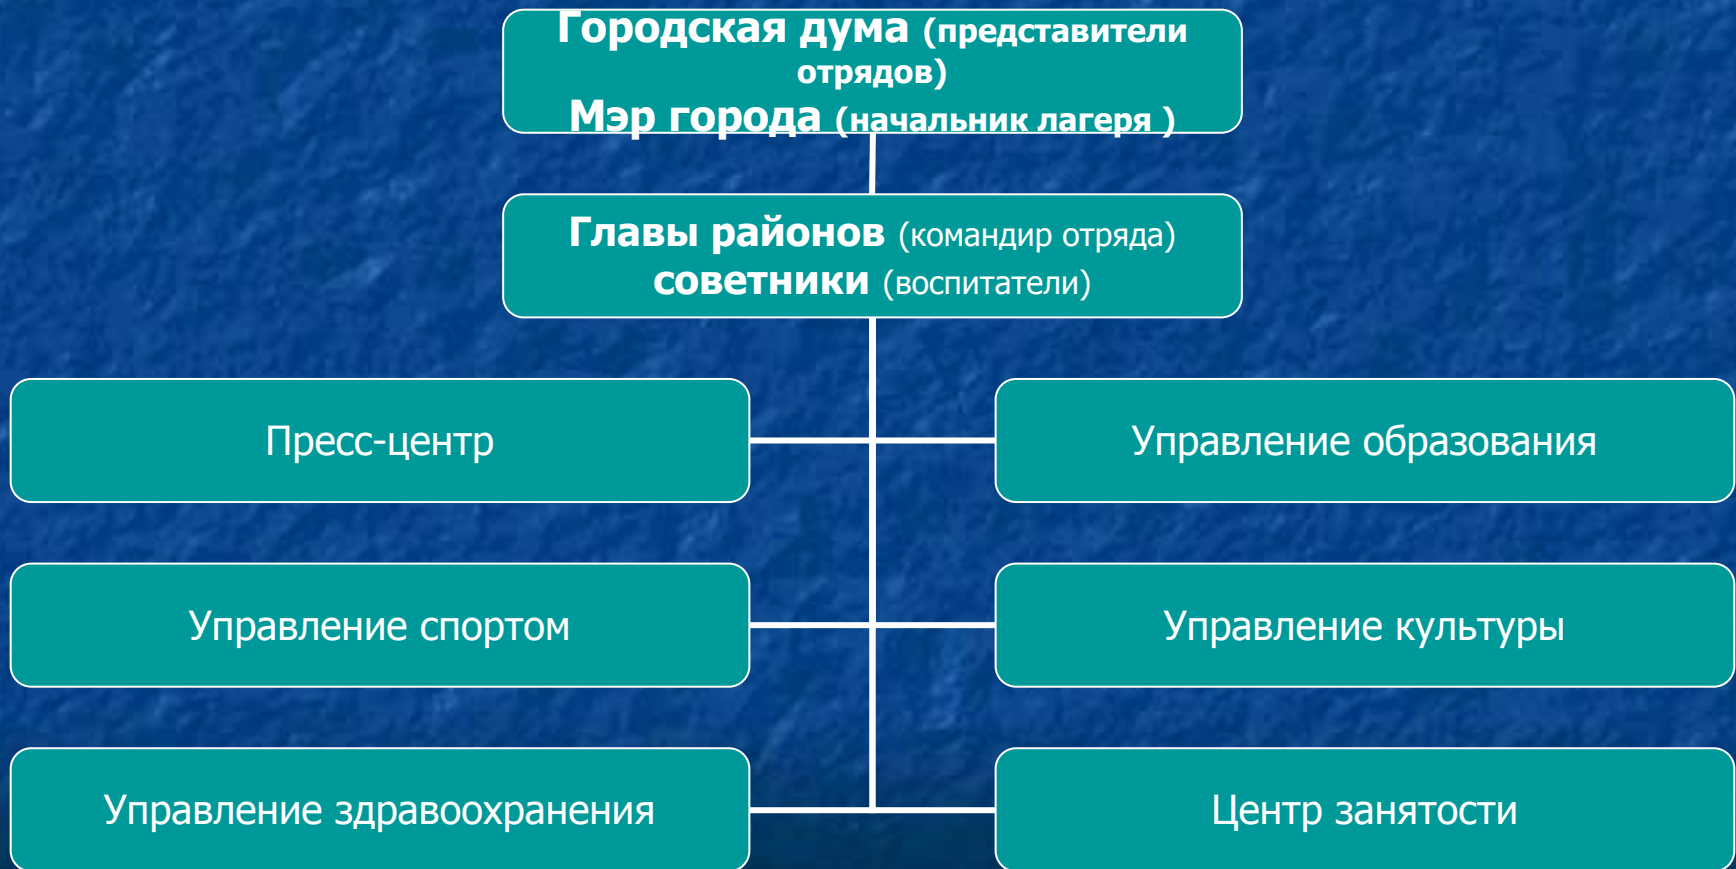 Городская дума (представители
отрядов)
Мэр города (начальник лагеря )
Главы районов (командир отряда)
советники (воспитатели)
Пресс-центр
Управление образования
Управление спортом
Управление культуры
Управление здравоохранения
Центр занятости